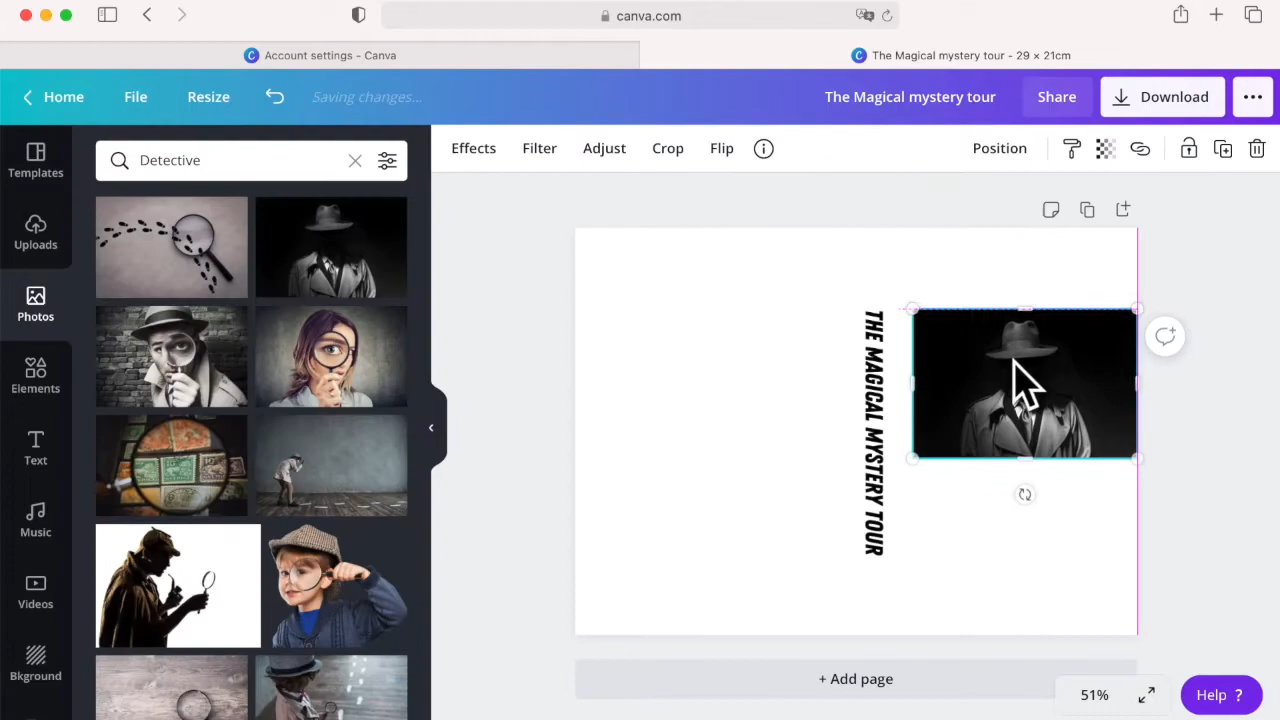 canva.com
Account settings - Canva
The Magical mystery tour - 29 × 21cm
Home
File
Resize
Saving changes...
The Magical mystery tour
Share
Download
Templates
Uploads
Photos
Elements
Text
Music
Videos
Bkground
Detective
Effects
Filter
Adjust
Crop
Flip
Position
THE MAGICAL MYSTERY TOUR
+ Add page
51%
Help ?